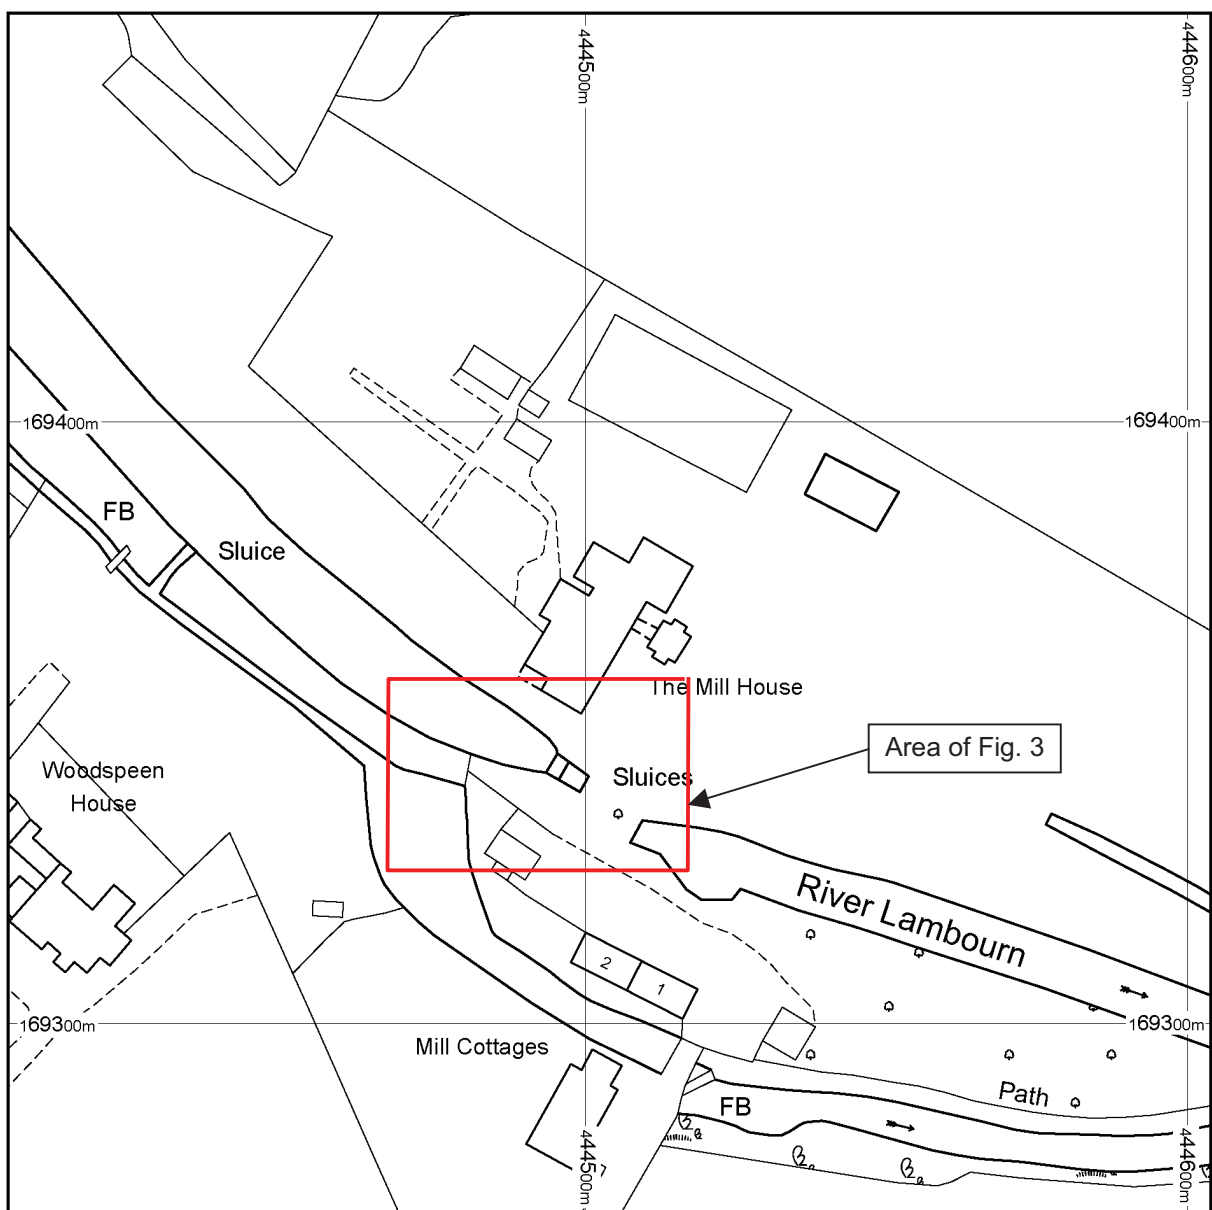 444500m
444600m
169400m
169400m
FB
Sluice
The Mill House
Area of Fig. 3
Woodspeen
House
Sluices
River Lambourn
2
1
169300m
169300m
Mill Cottages
Path
FB
444500m
444600m